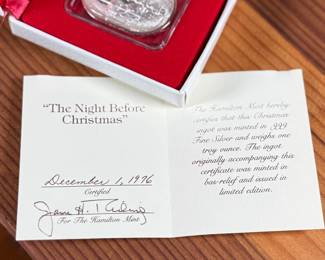 "The Night Before
Christmas"
December 1, 1976
Certified
For The Hamilton Mint
The Hamilton Mint hereby
certifies that this Christmas
ingot was minted in .999
Fine Silver and weighs one
troy ounce. The ingot
originally accompanying this
certificate was minted in
bas-relief and issued in
limited edition.